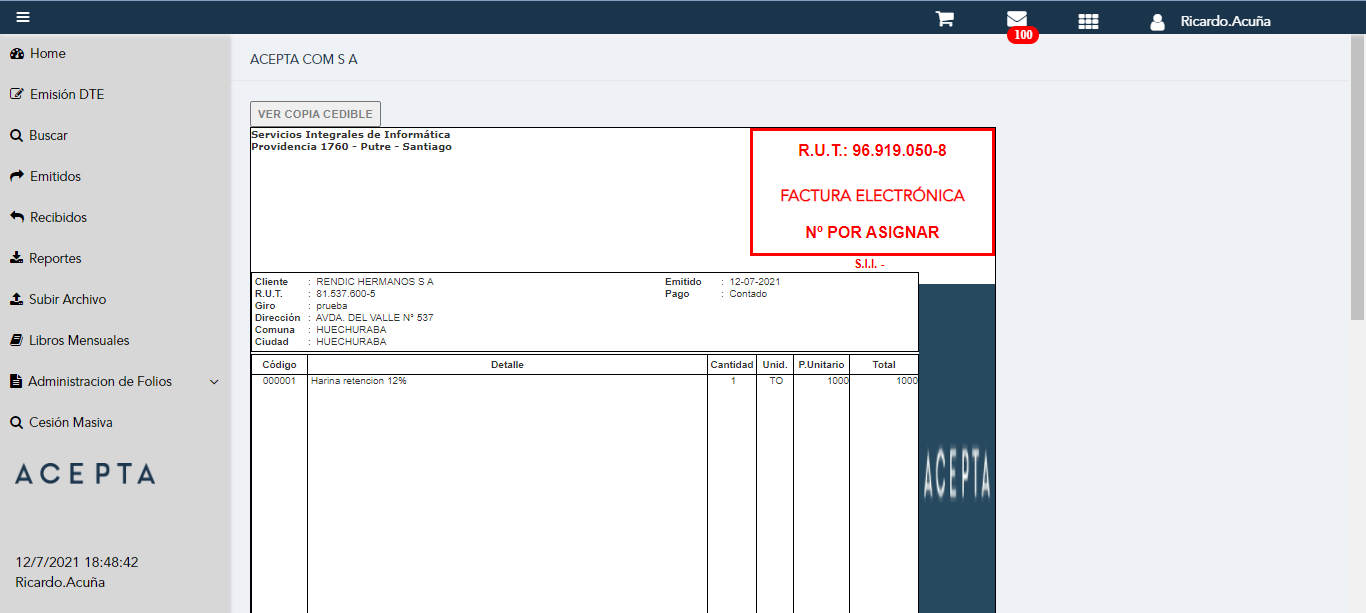 Ricardo.Acuña
100
Home
Emisión DTE
Buscar
Emitidos
Recibidos
Reportes
Subir Archivo
Libros Mensuales
Administracion de Folios
Cesión Masiva
ACEPTA
12/7/2021 18:48:42
Ricardo.Acuña
ACEPTA COM S A
VER COPIA CEDIBLE
Servicios Integrales de Informática
Providencia 1760 - Putre - Santiago
R.U.T.: 96.919.050-8
FACTURA ELECTRÓNICA
Nº POR ASIGNAR
S.I.I. -
Cliente : RENDIC HERMANOS S A Emitido : 12-07-2021
R.U.T. : 81.537.600-5 Pago : Contado
Giro : prueba
Dirección : AVDA. DEL VALLE N° 537
Comuna : HUECHURABA
Ciudad : HUECHURABA
Código Detalle Cantidad Unid. P.Unitario Total
000001 Harina retencion 12% 1 TO 1000 1000
ACEPTA